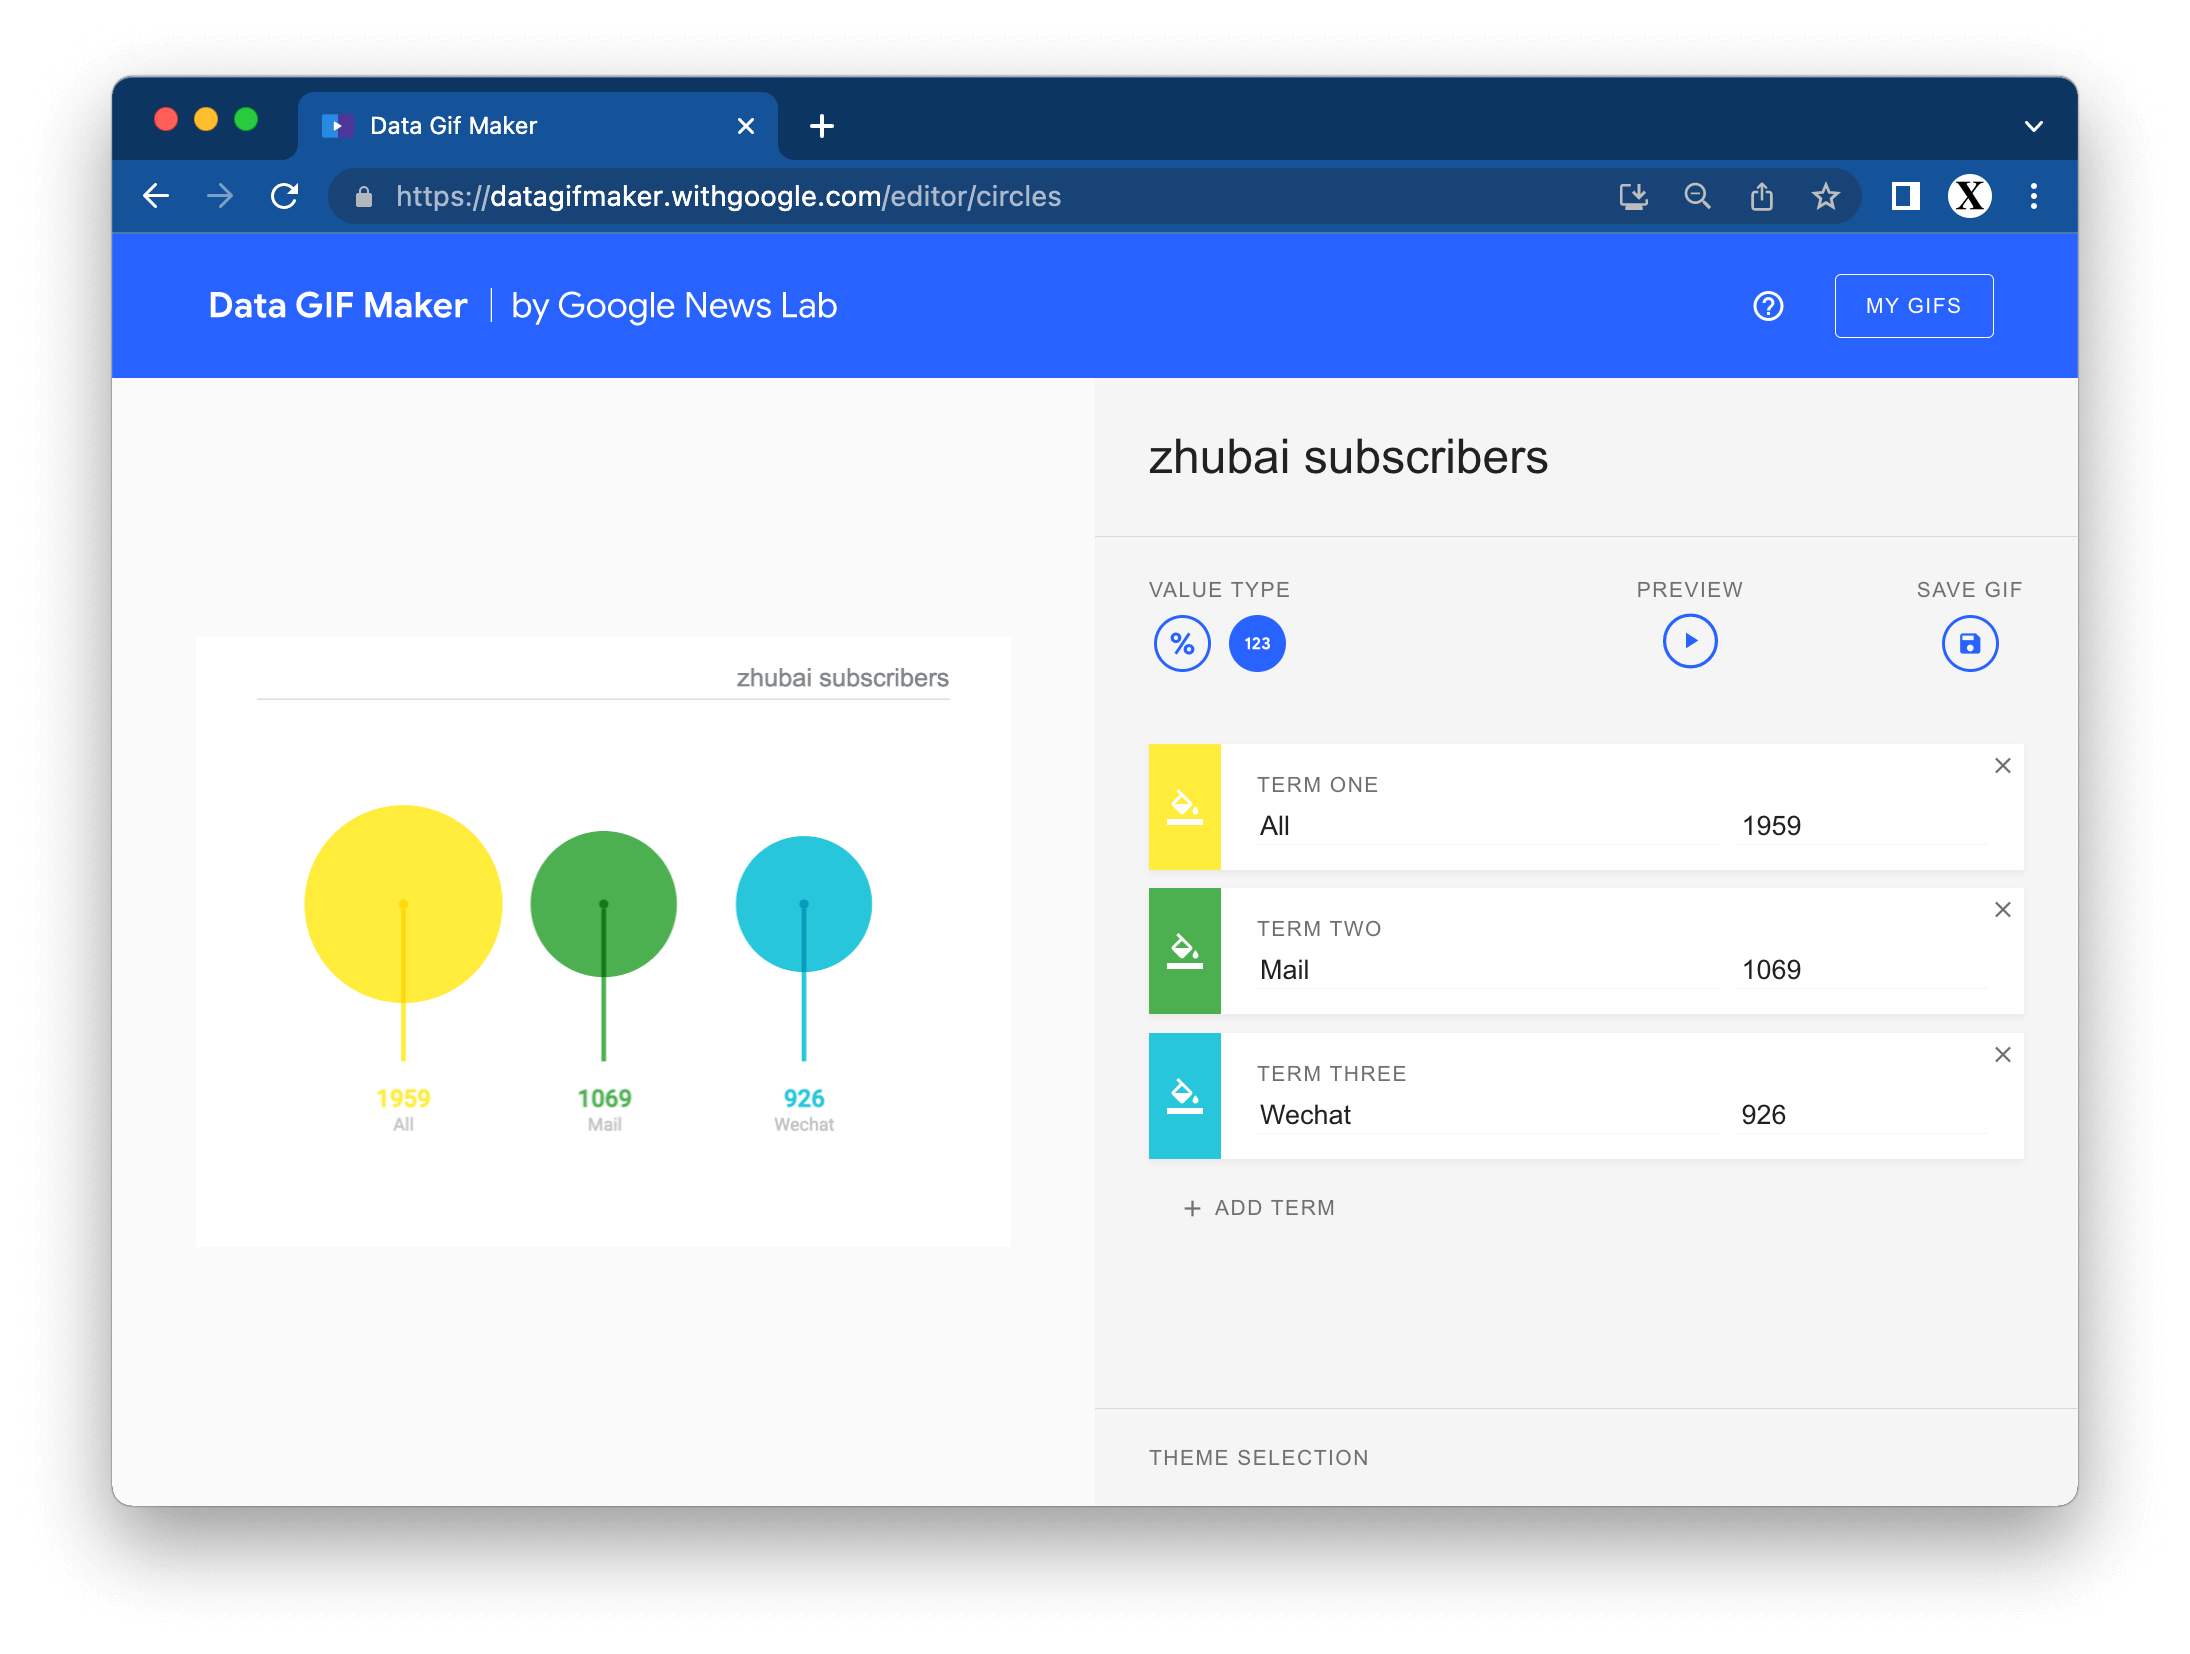 Data Gif Maker
https://datagifmaker.withgoogle.com/editor/circles
X
Data GIF Maker | by Google News Lab
MY GIFS
zhubai subscribers
1959
All
1069
Mail
926
Wechat
zhubai subscribers
VALUE TYPE
PREVIEW
SAVE GIF
%
123
TERM ONE
All
1959
TERM TWO
Mail
1069
TERM THREE
Wechat
926
+ ADD TERM
THEME SELECTION